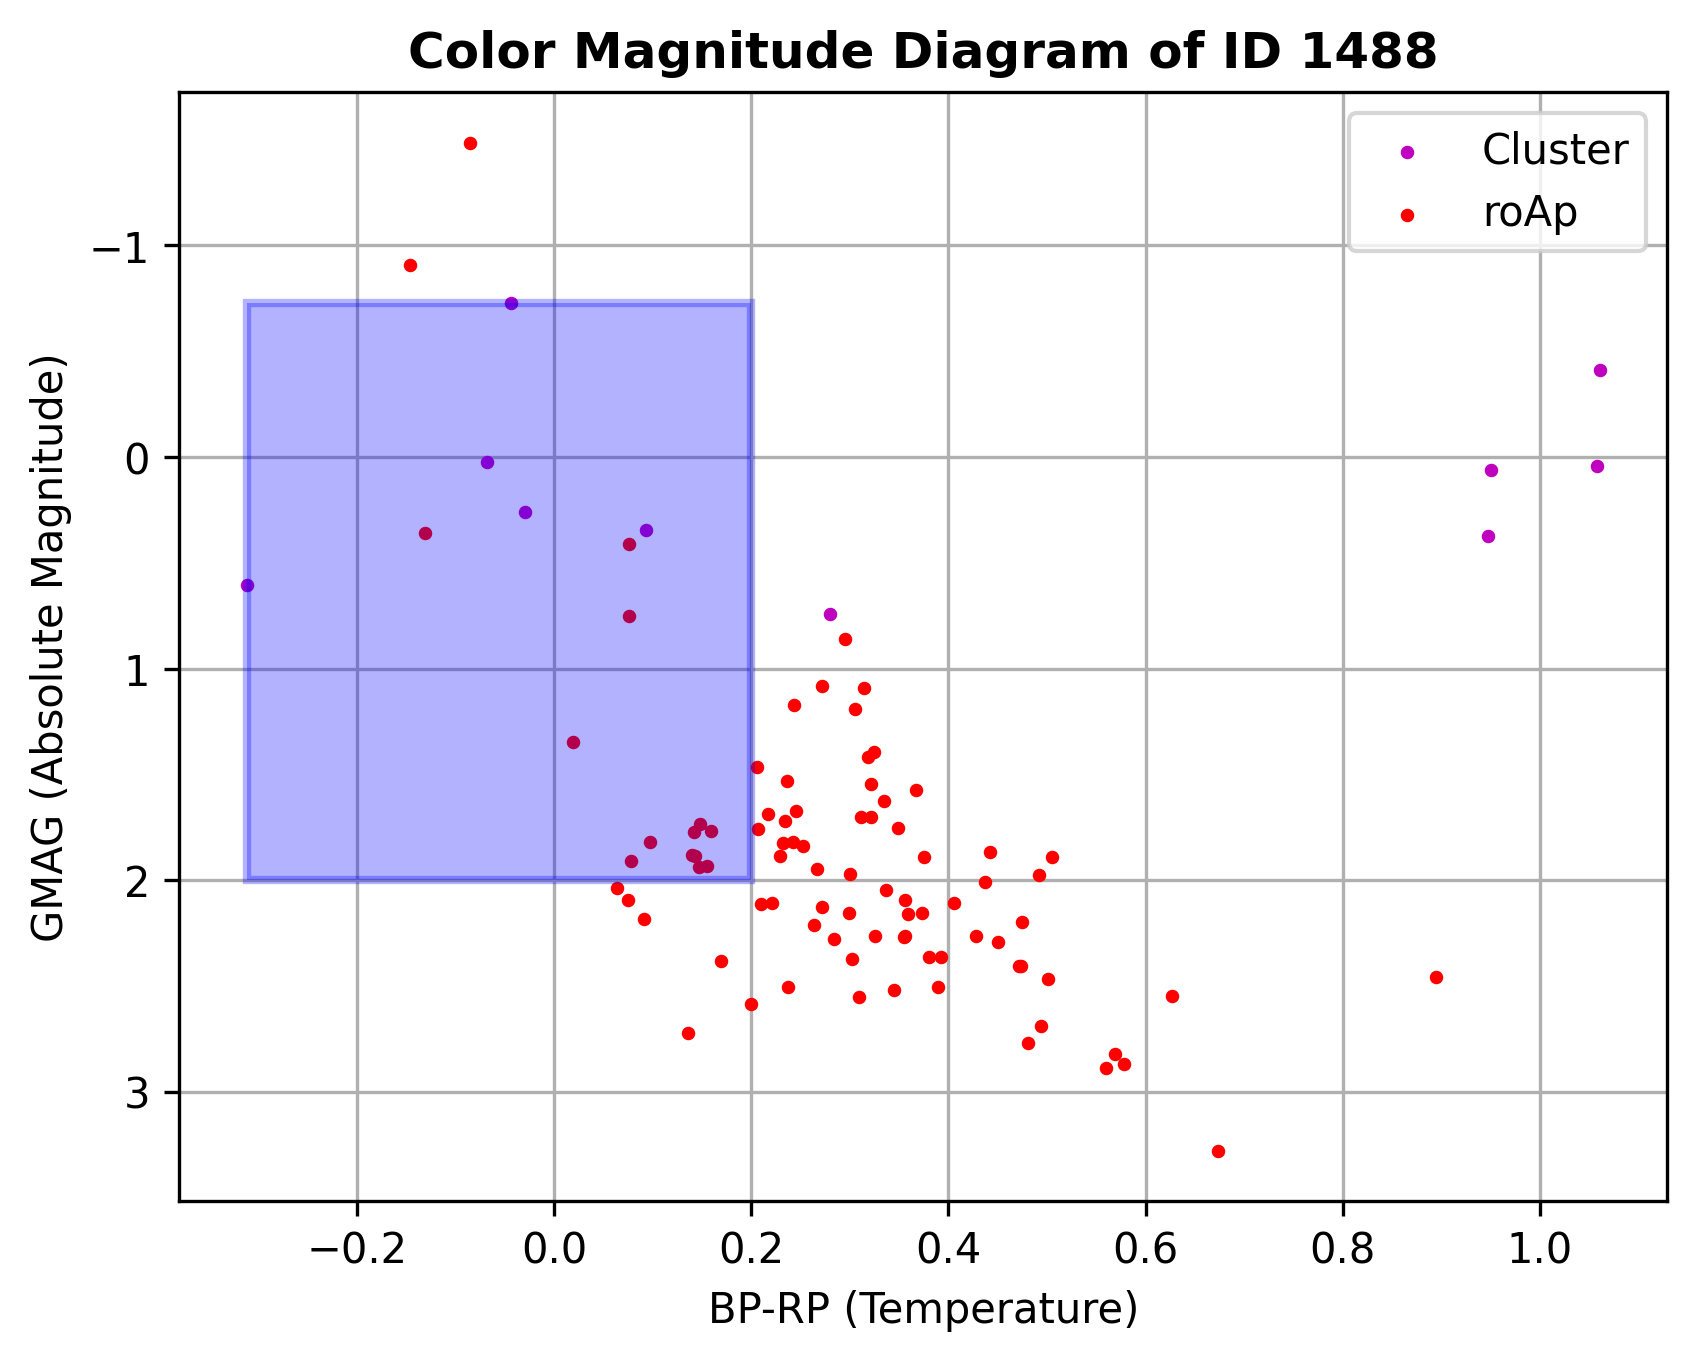 Color Magnitude Diagram of ID 1488
Cluster
roAp
−1
0
1
2
3
GMAG (Absolute Magnitude)
−0.2 0.0 0.2 0.4 0.6 0.8 1.0
BP-RP (Temperature)